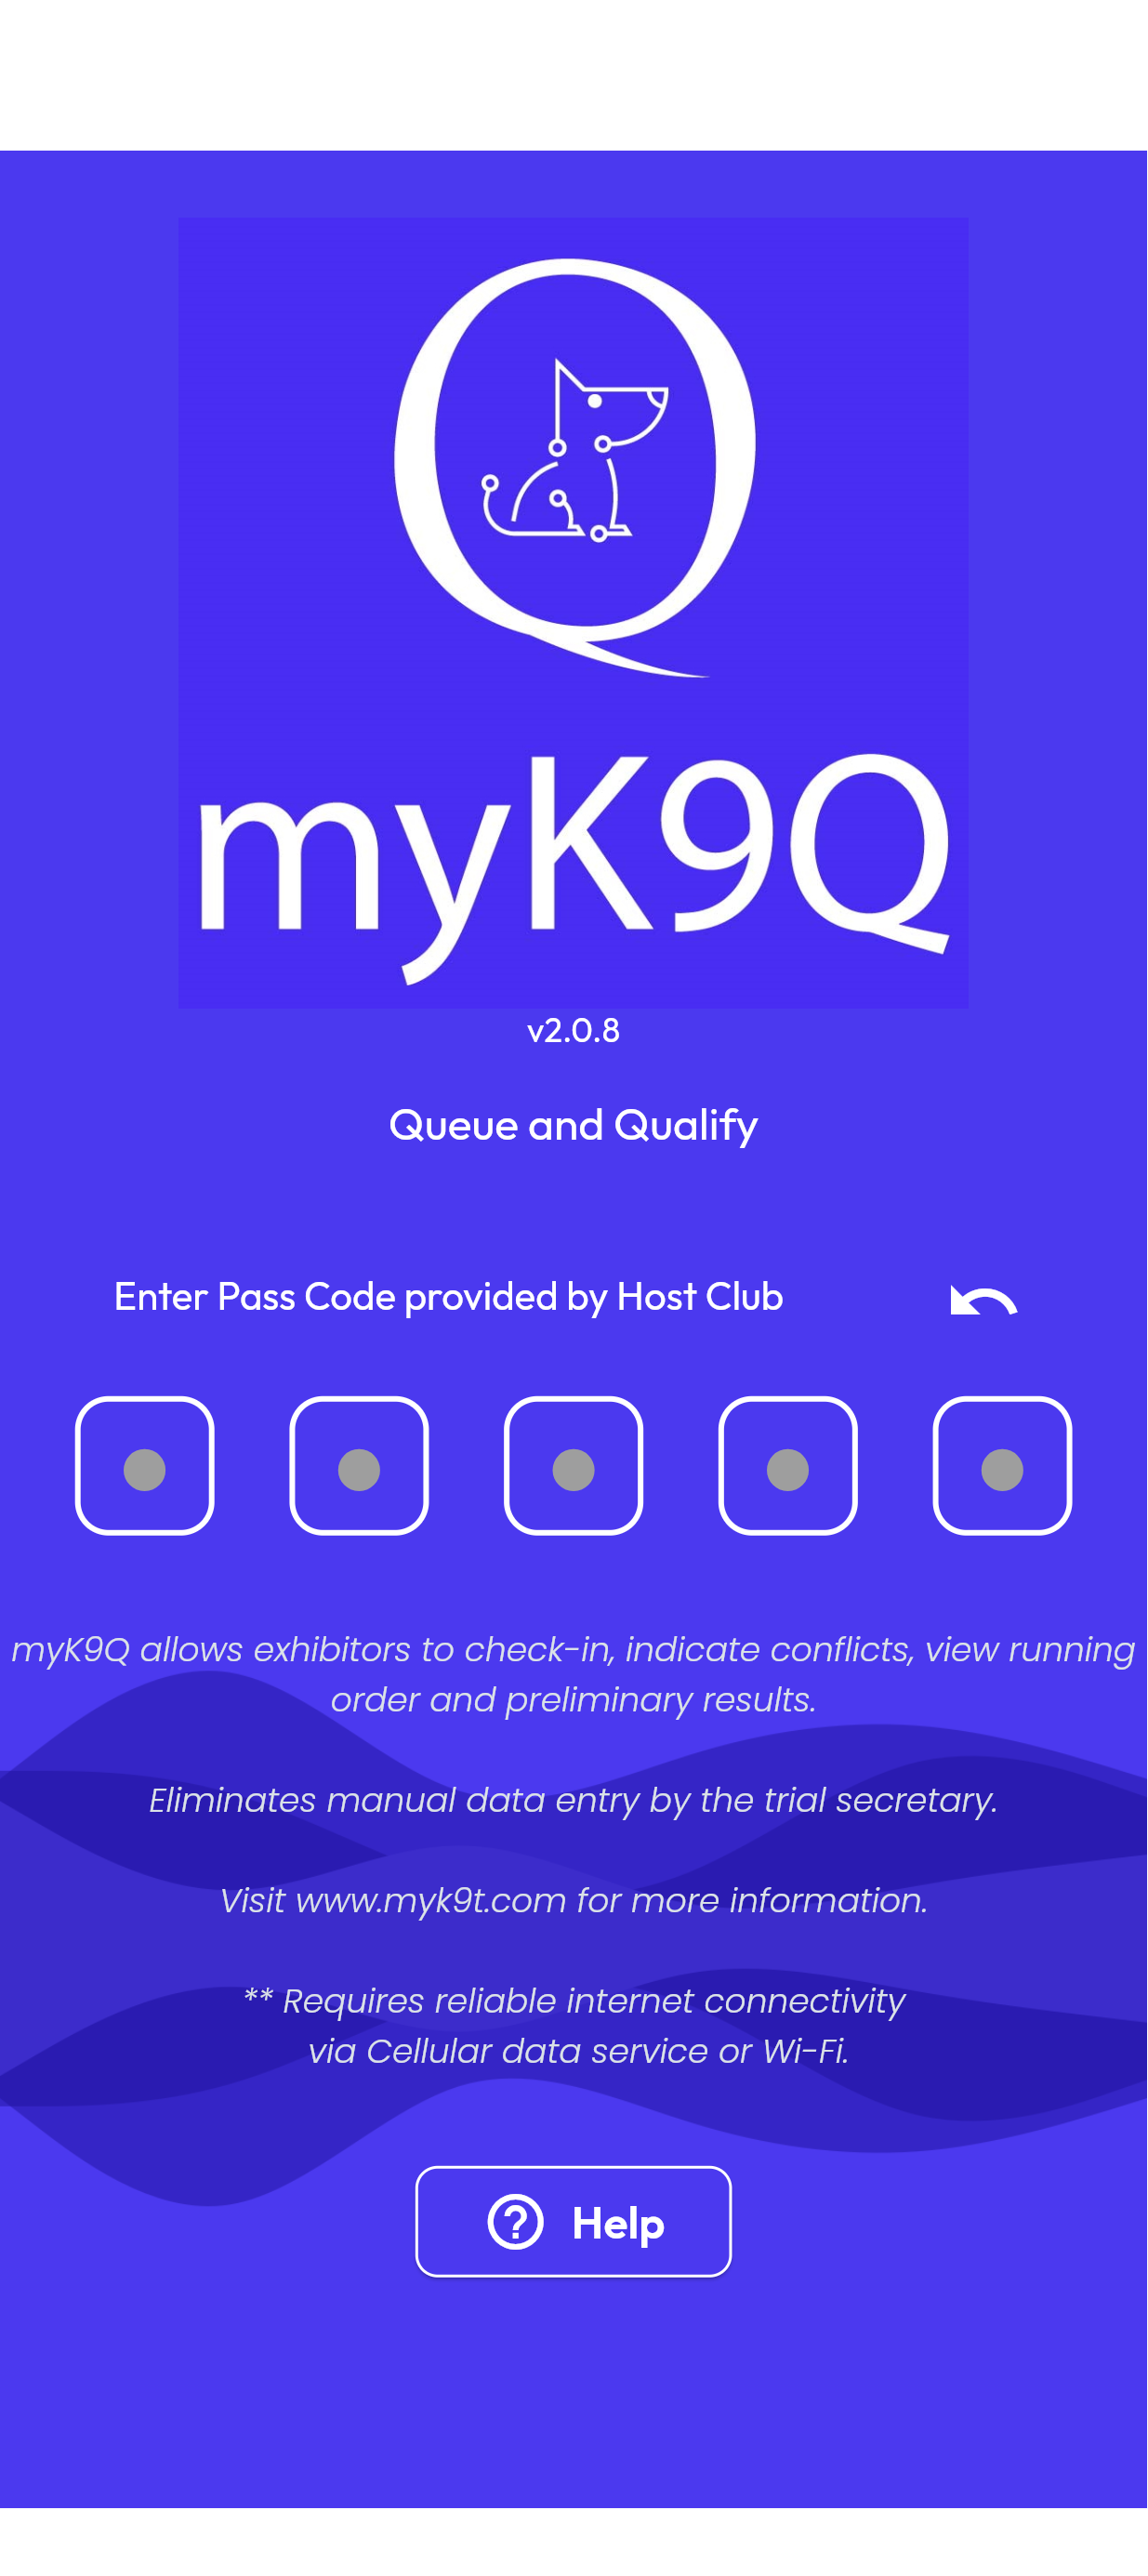 Q
myK9Q
v2.0.8
Queue and Qualify
Enter Pass Code provided by Host Club
myK9Q allows exhibitors to check-in, indicate conflicts, view running
order and preliminary results.
Eliminates manual data entry by the trial secretary.
Visit www.myk9t.com for more information.
** Requires reliable internet connectivity
via Cellular data service or Wi-Fi.
? Help